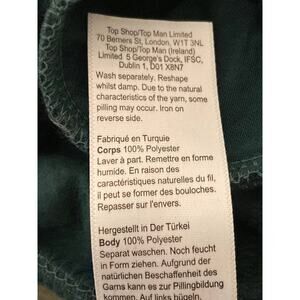 Top Shop/Top Man Limited
70 Berners St, London, W1T 3NL
Top Shop/Top Man (Ireland)
Limited 5 George's Dock, IFSC,
Dublin 1, D01 X8N7
Wash separately. Reshape
whilst damp. Due to the natural
characteristics of the yarn, some
pilling may occur. Iron on
reverse side.
Fabriqué en Turquie
Corps 100% Polyester
Laver à part. Remettre en forme
humide. En raison des
caractéristiques naturelles du fil,
il peut se former des bouloches.
Repasser sur l'envers.
Hergestellt in Der Türkei
Body 100% Polyester
Separat waschen. Noch feucht
in Form ziehen. Aufgrund der
natürlichen Beschaffenheit des
Garns kann es zur Pillingbildung
kommen. Auf links bügeln.